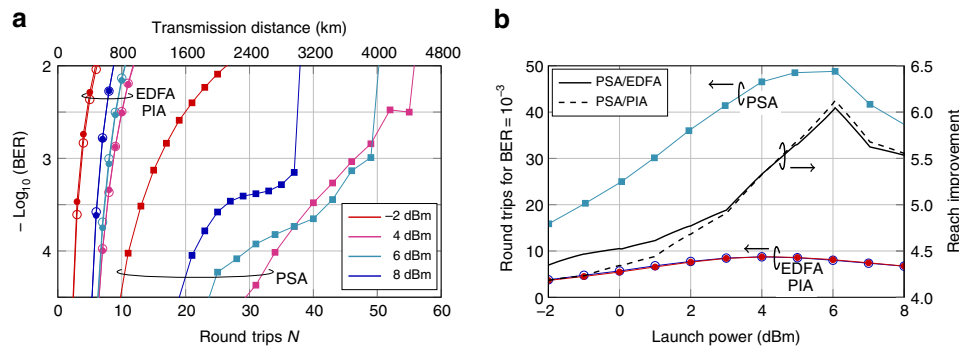 a
Transmission distance (km)
0 800 1600 2400 3200 4000 4800
2
3
4
− Log10 (BER)
EDFA
PIA
PSA
–2 dBm
4 dBm
6 dBm
8 dBm
0 10 20 30 40 50 60
Round trips N
b
50
40
30
20
10
0
Round trips for BER = 10⁻³
PSA/EDFA
PSA/PIA
PSA
EDFA
PIA
6.5
6.0
5.5
5.0
4.5
4.0
Reach improvement
−2 0 2 4 6 8
Launch power (dBm)